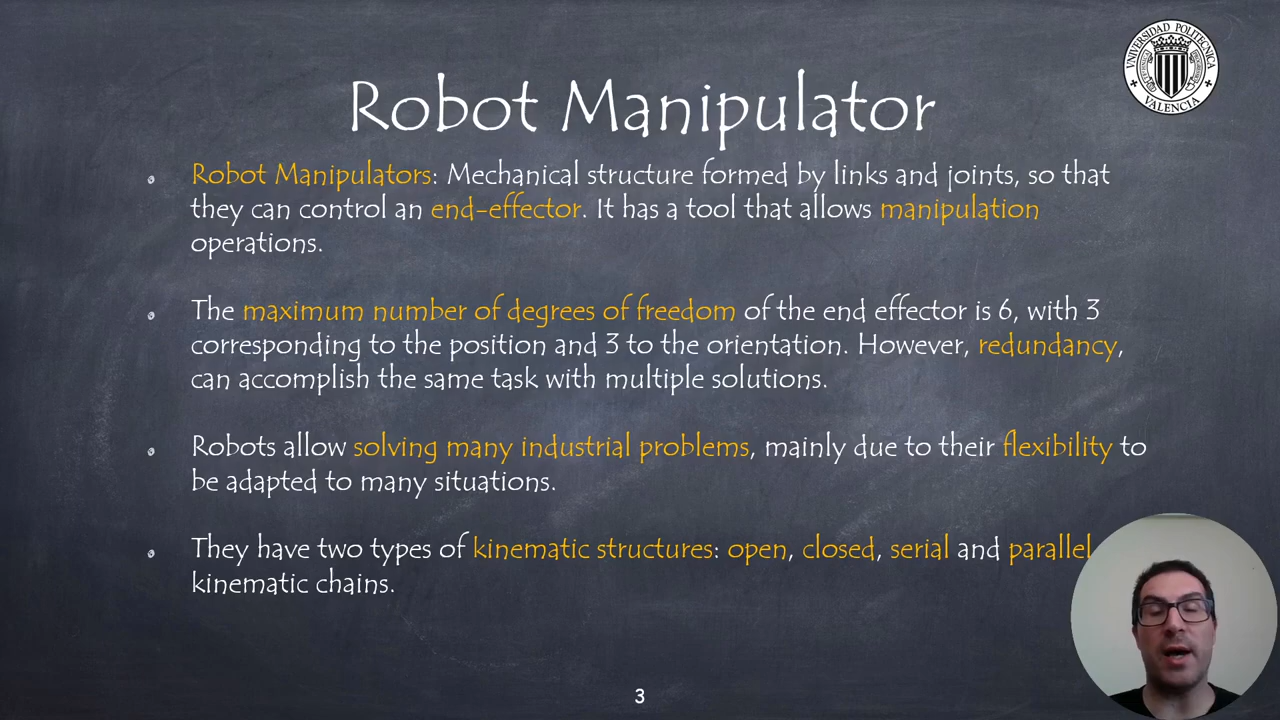 UNIVERSIDAD POLITECNICA
VALENCIA
Robot Manipulator
Robot Manipulators: Mechanical structure formed by links and joints, so that
they can control an end-effector. It has a tool that allows manipulation
operations.
The maximum number of degrees of freedom of the end effector is 6, with 3
corresponding to the position and 3 to the orientation. However, redundancy,
can accomplish the same task with multiple solutions.
Robots allow solving many industrial problems, mainly due to their flexibility to
be adapted to many situations.
They have two types of kinematic structures: open, closed, serial and parallel
kinematic chains.
3